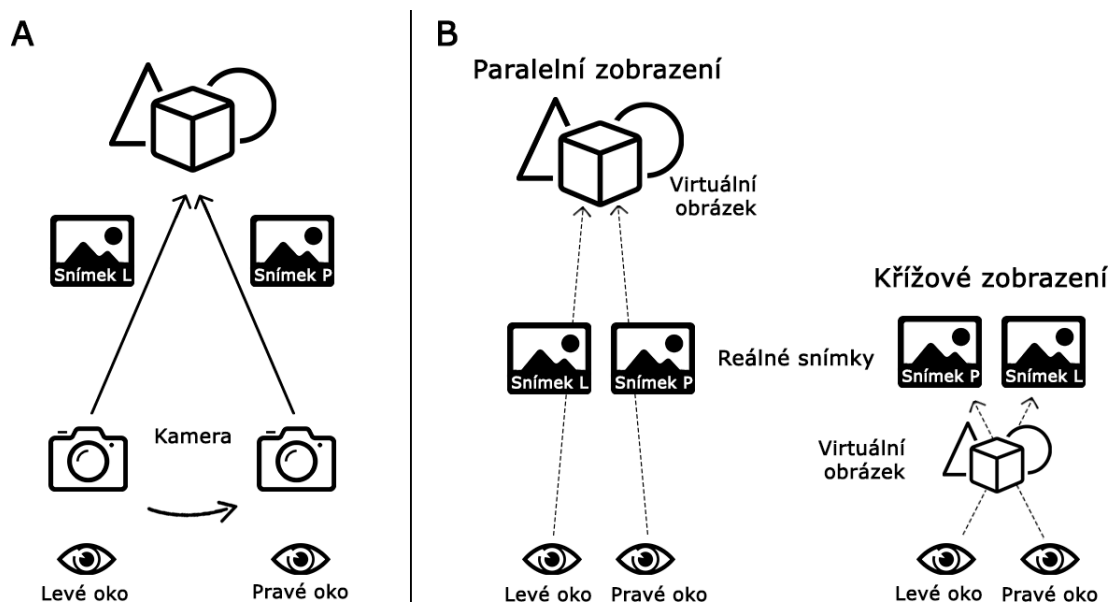 A
Snímek L
Snímek P
Kamera
Levé oko
Pravé oko
B
Paralelní zobrazení
Virtuální
obrázek
Snímek L
Snímek P
Reálné snímky
Levé oko
Pravé oko
Křížové zobrazení
Snímek P
Snímek L
Virtuální
obrázek
Levé oko
Pravé oko